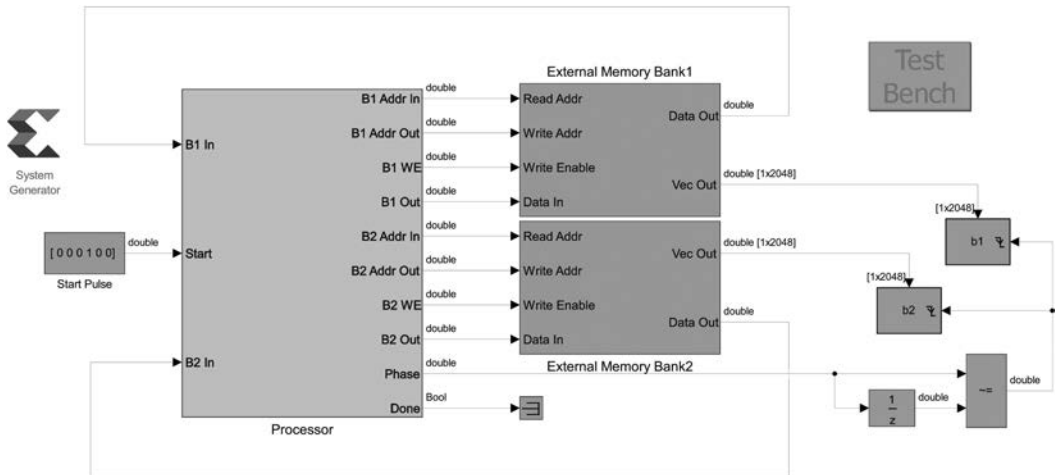 External Memory Bank1
Test
Bench
System
Generator
[ 0 0 0 1 0 0]
double
Start Pulse
B1 In
Start
B2 In
B1 Addr In
B1 Addr Out
B1 WE
B1 Out
B2 Addr In
B2 Addr Out
B2 WE
B2 Out
Phase
Done
Processor
double
double
double
double
double
double
double
double
double
Bool
Read Addr
Write Addr
Write Enable
Data In
Data Out
Vec Out
double
double [1x2048]
Read Addr
Write Addr
Write Enable
Data In
Vec Out
Data Out
double [1x2048]
double
External Memory Bank2
[1x2048]
b1
[1x2048]
b2
1
z
double
~=
double